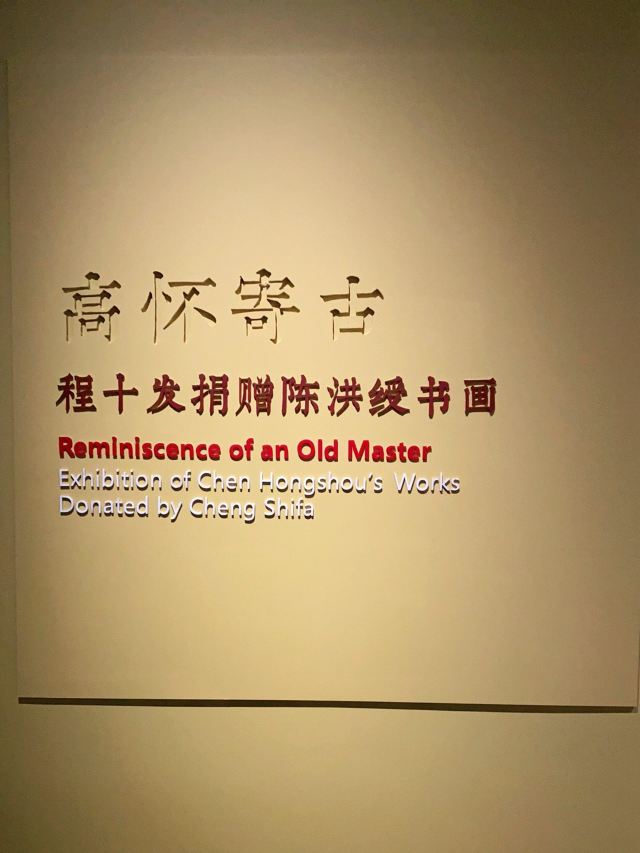 高怀寄古
程十发捐赠陈洪绶书画
Reminiscence of an Old Master
Exhibition of Chen Hongshou's Works
Donated by Cheng Shifa